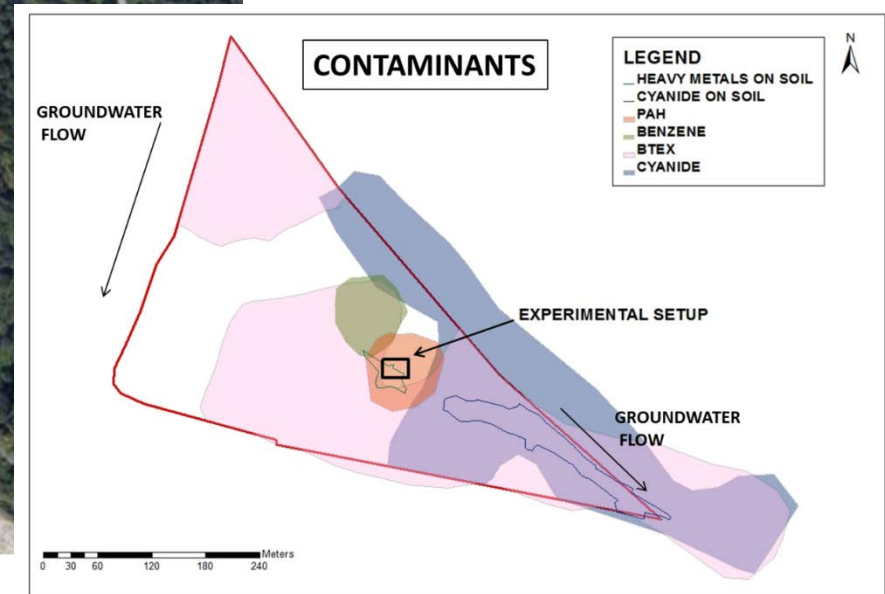 CONTAMINANTS
N
LEGEND
HEAVY METALS ON SOIL
CYANIDE ON SOIL
PAH
BENZENE
BTEX
CYANIDE
GROUNDWATER
FLOW
EXPERIMENTAL SETUP
GROUNDWATER
FLOW
Meters
0 30 60 120 180 240